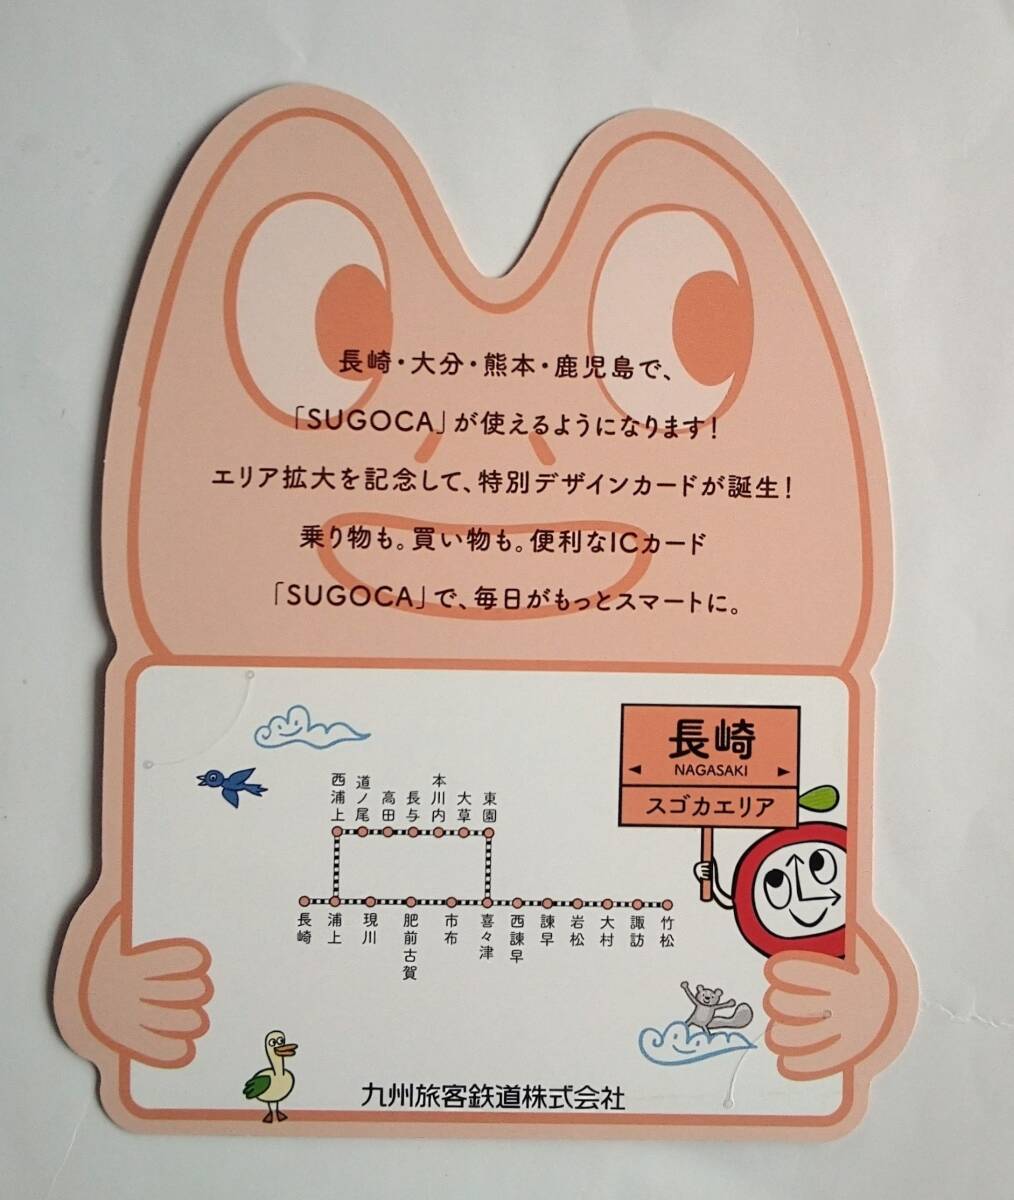 長崎・大分・熊本・鹿児島で、
「SUGOCA」が使えるようになります！
エリア拡大を記念して、特別デザインカードが誕生！
乗り物も。買い物も。便利なICカード
「SUGOCA」で、毎日がもっとスマートに。
長崎
NAGASAKI
スゴカエリア
西浦上
道ノ尾
高田
長与
本川内
大草
東園
長崎
浦上
現川
肥前古賀
市布
喜々津
西諫早
諫早
岩松
大村
諏訪
竹松
九州旅客鉄道株式会社